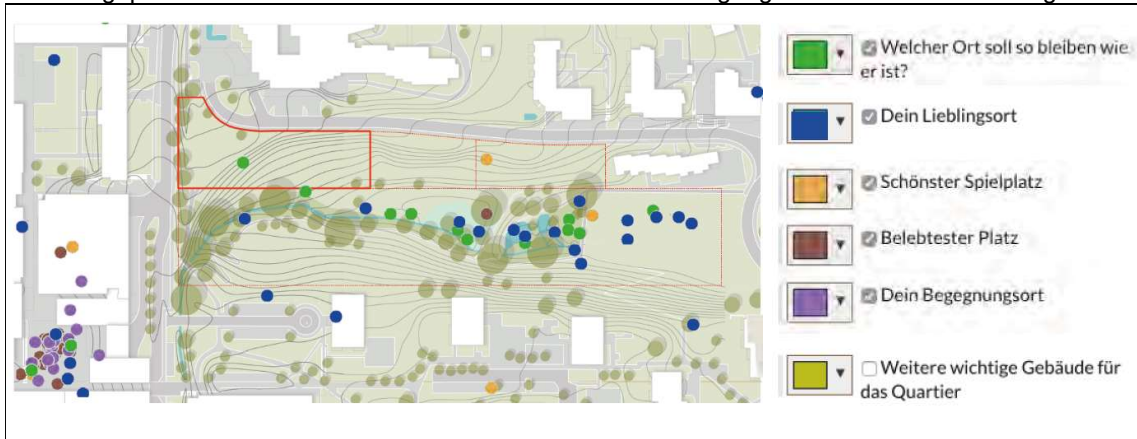 Welcher Ort soll so bleiben wie
er ist?
Dein Lieblingsort
Schönster Spielplatz
Belebtester Platz
Dein Begegnungsort
Weitere wichtige Gebäude für
das Quartier